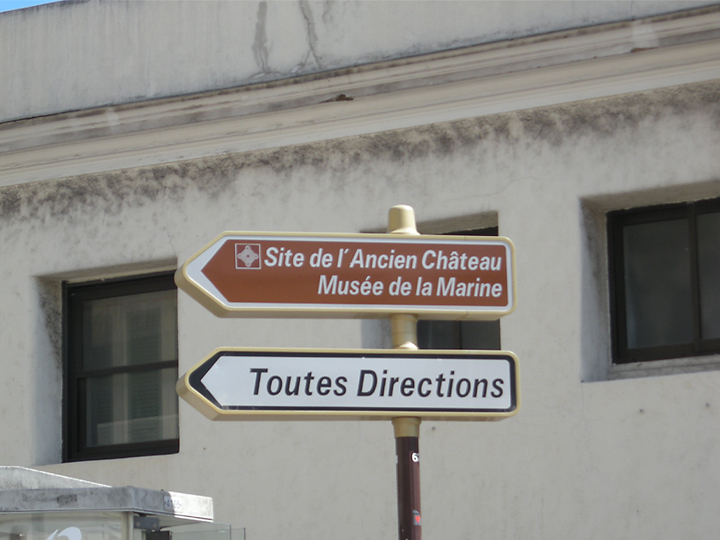 Site de l'Ancien Château
Musée de la Marine
Toutes Directions